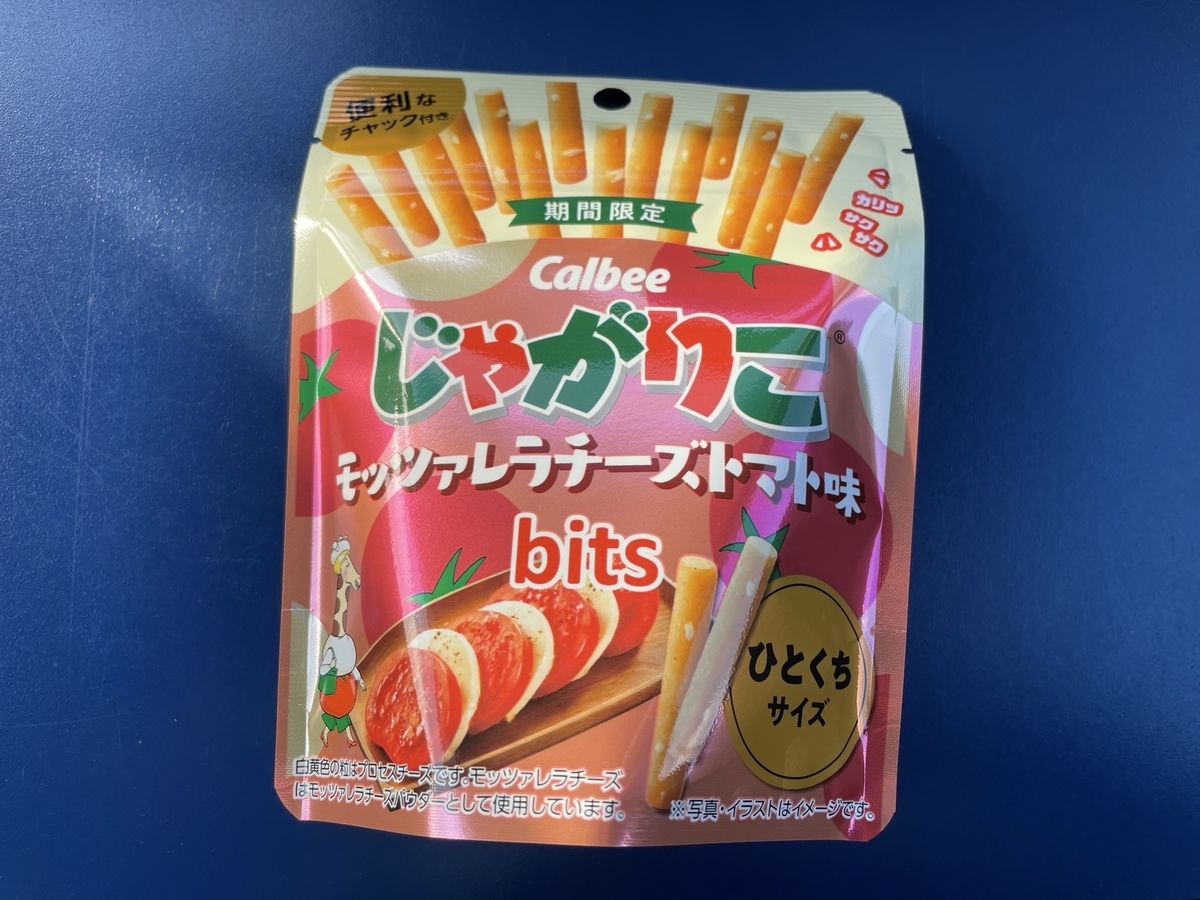 便利な
チャック付き
期間限定
カリッ
サク
サク
Calbee
じゃがりこ®
モッツァレラチーズトマト味
bits
ひとくち
サイズ
白黄色の粒はプロセスチーズです。モッツァレラチーズ
はモッツァレラチーズパウダーとして使用しています。
※写真・イラストはイメージです。